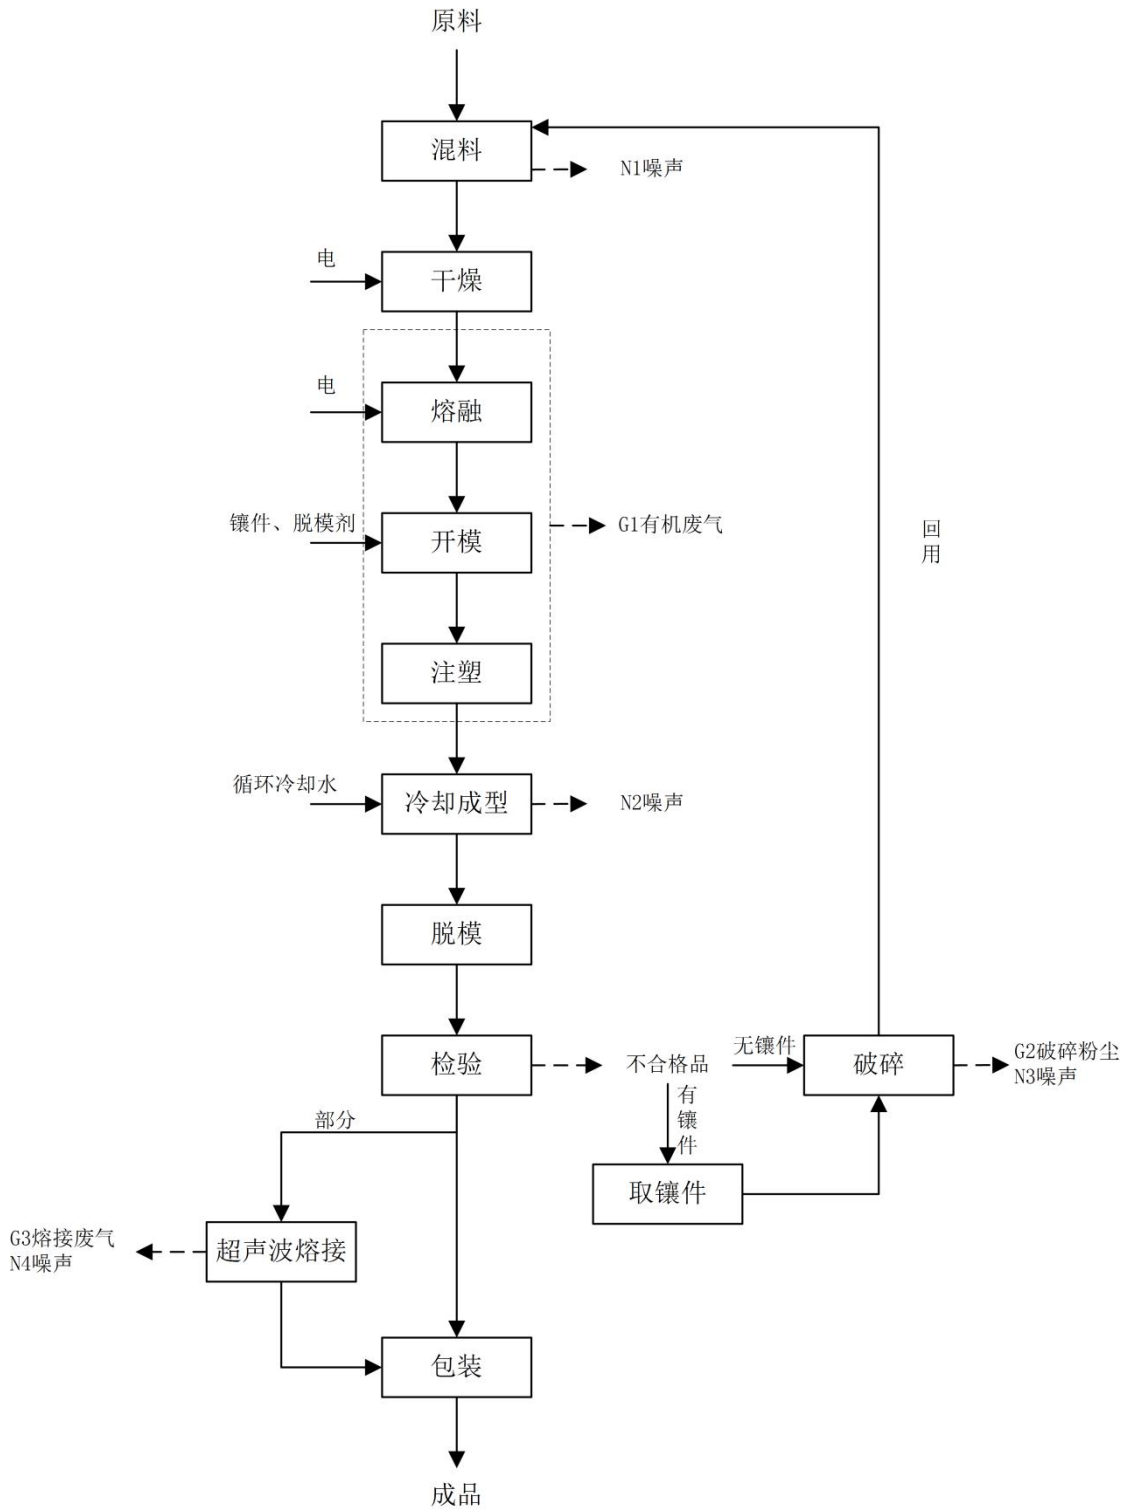 原料
混料
N1噪声
电
干燥
电
熔融
镶件、脱模剂
开模
G1有机废气
回
用
注塑
循环冷却水
冷却成型
N2噪声
脱模
检验
不合格品
无镶件
破碎
G2破碎粉尘
N3噪声
有
镶
件
部分
取镶件
G3熔接废气
N4噪声
超声波熔接
包装
成品